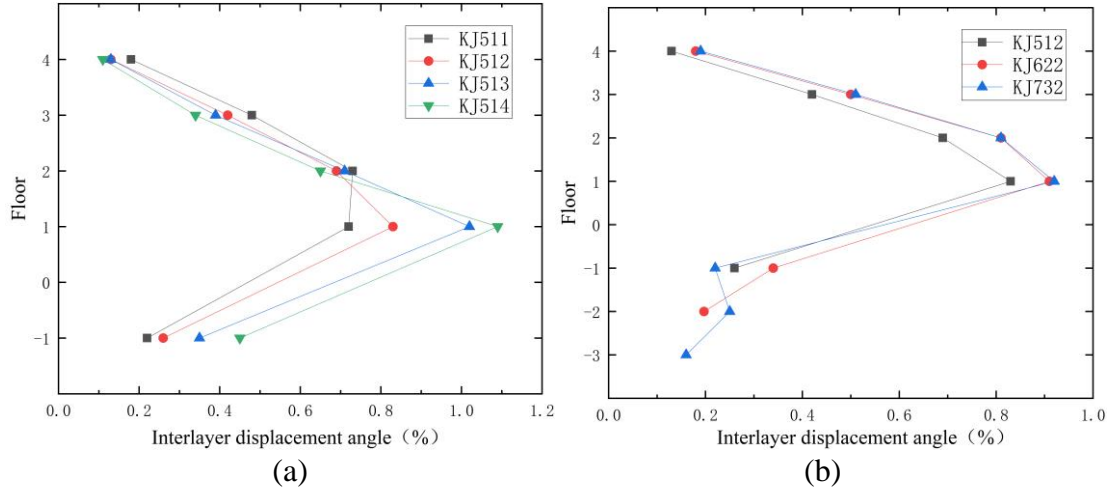 KJ511
KJ512
KJ513
KJ514
4
3
2
1
0
-1
Floor
0.0 0.2 0.4 0.6 0.8 1.0 1.2
Interlayer displacement angle（%）
(a)
KJ512
KJ622
KJ732
4
3
2
1
0
-1
-2
-3
Floor
0.0 0.2 0.4 0.6 0.8 1.0
Interlayer displacement angle（%）
(b)